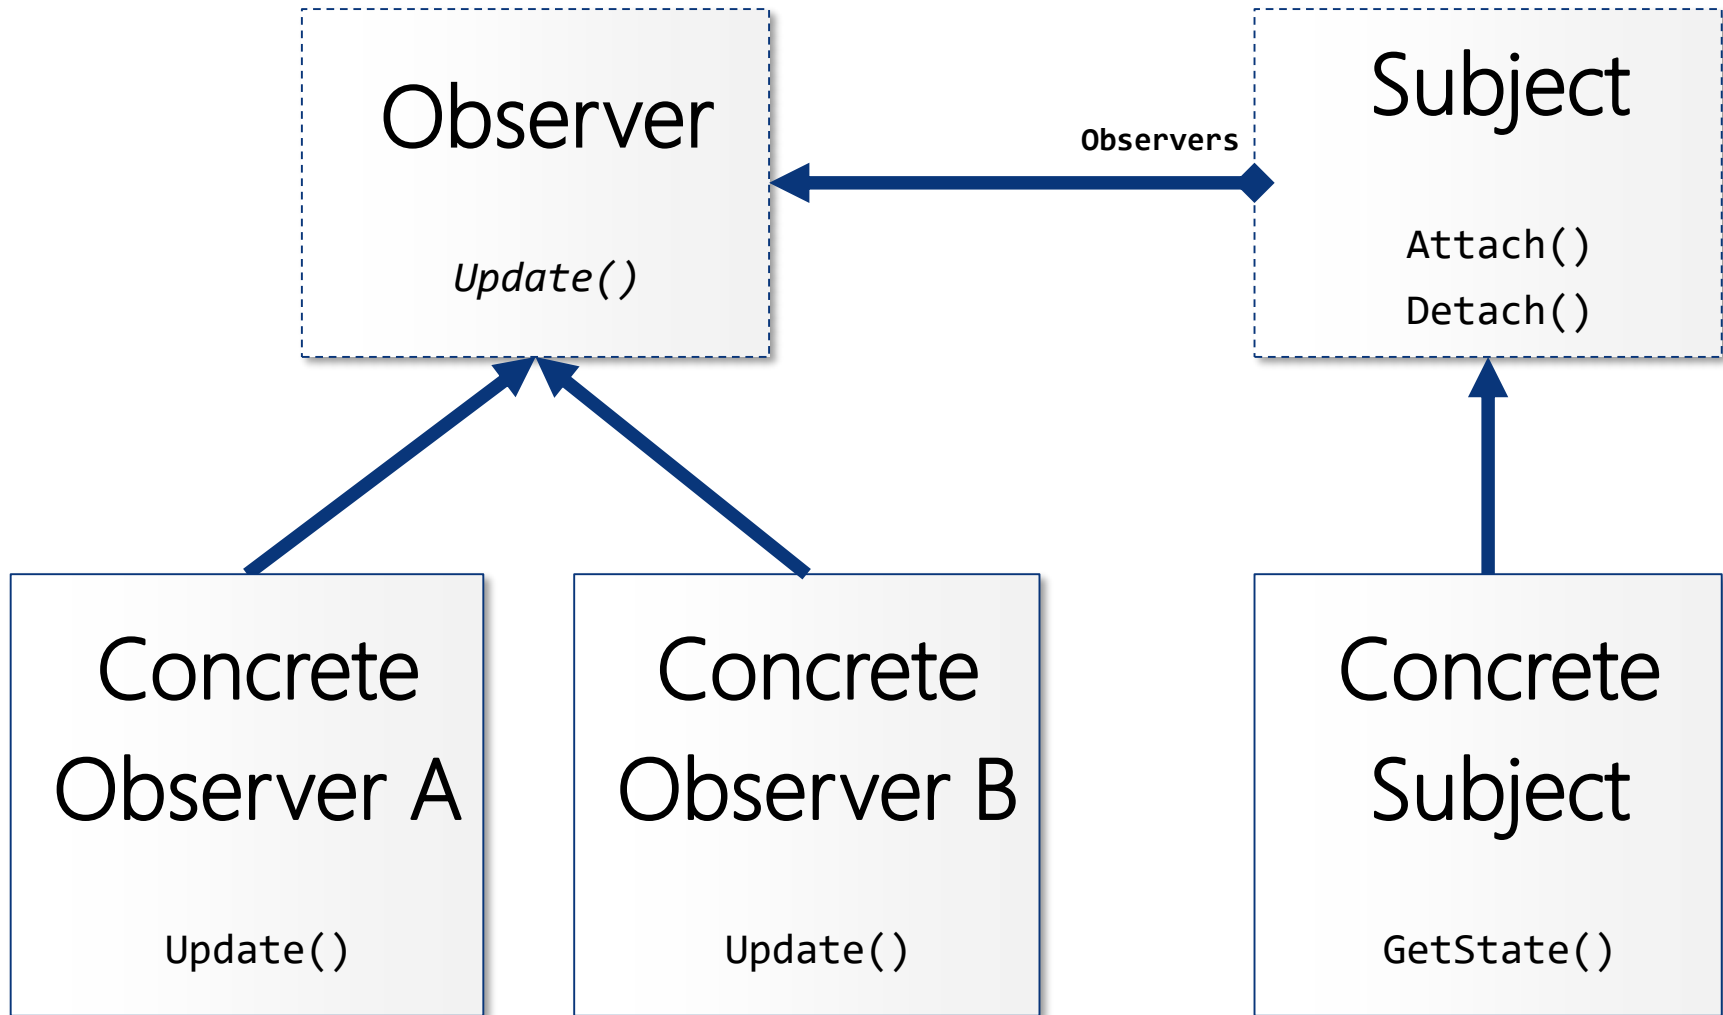 Observer
Update()
Observers
Subject
Attach()
Detach()
Concrete
Observer A
Update()
Concrete
Observer B
Update()
Concrete
Subject
GetState()